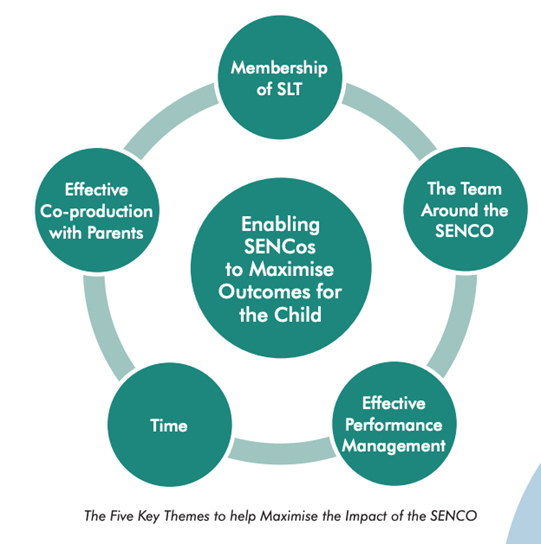 Membership
of SLT
The Team
Around the
SENCO
Effective
Performance
Management
Time
Effective
Co-production
with Parents
Enabling
SENCos
to Maximise
Outcomes for
the Child
The Five Key Themes to help Maximise the Impact of the SENCO